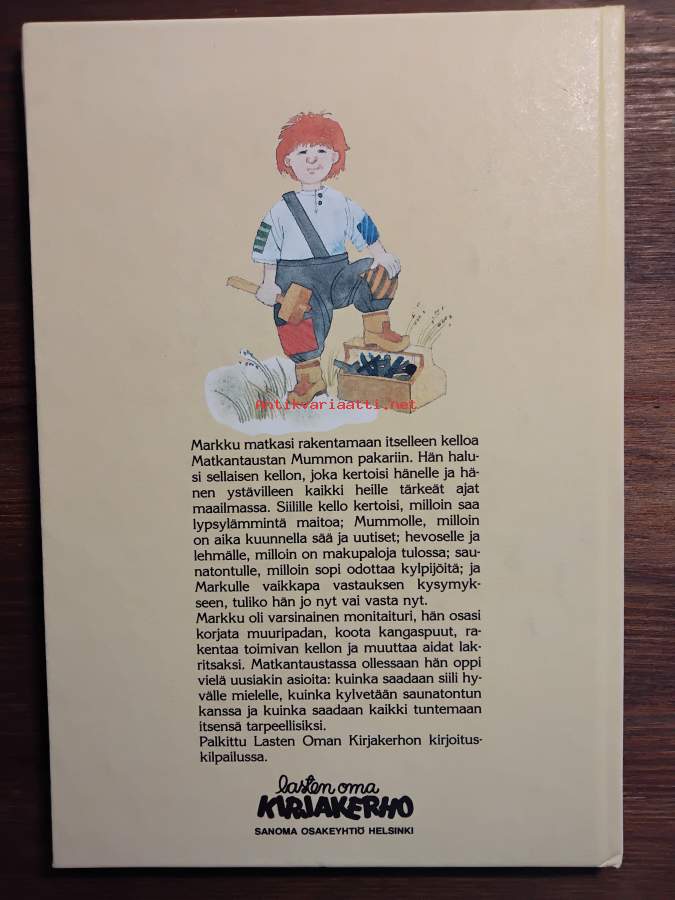 Antikvariaatti.net
Markku matkasi rakentamaan itselleen kelloa
Matkantaustan Mummon pakariin. Hän halu-
si sellaisen kellon, joka kertoisi hänelle ja hä-
nen ystävilleen kaikki heille tärkeät ajat
maailmassa. Siilille kello kertoisi, milloin saa
lypsylämmintä maitoa; Mummolle, milloin
on aika kuunnella sää ja uutiset; hevoselle ja
lehmälle, milloin on makupaloja tulossa; sau-
natontulle, milloin sopi odottaa kylpijöitä; ja
Markulle vaikkapa vastauksen kysymyk-
seen, tuliko hän jo nyt vai vasta nyt.
Markku oli varsinainen monitaituri, hän osasi
korjata muuripadan, koota kangaspuut, ra-
kentaa toimivan kellon ja muuttaa aidat lak-
ritsaksi. Matkantaustassa ollessaan hän oppi
vielä uusiakin asioita: kuinka saadaan siili hy-
välle mielelle, kuinka kylvetään saunatontun
kanssa ja kuinka saadaan kaikki tuntemaan
itsensä tarpeellisiksi.
Palkittu Lasten Oman Kirjakerhon kirjoitus-
kilpailussa.
lasten oma
KIRJAKERHO
SANOMA OSAKEYHTIÖ HELSINKI